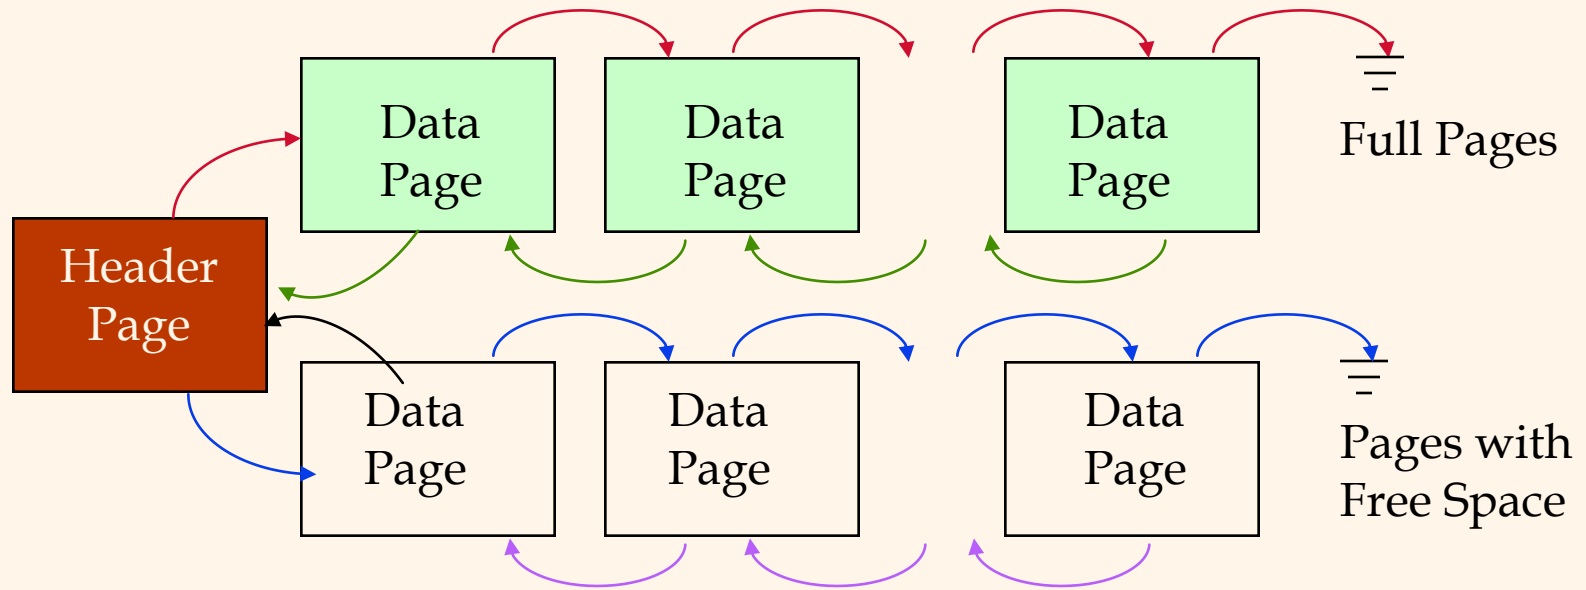 Data
Page
Data
Page
Data
Page
Full Pages
Header
Page
Data
Page
Data
Page
Data
Page
Pages with
Free Space